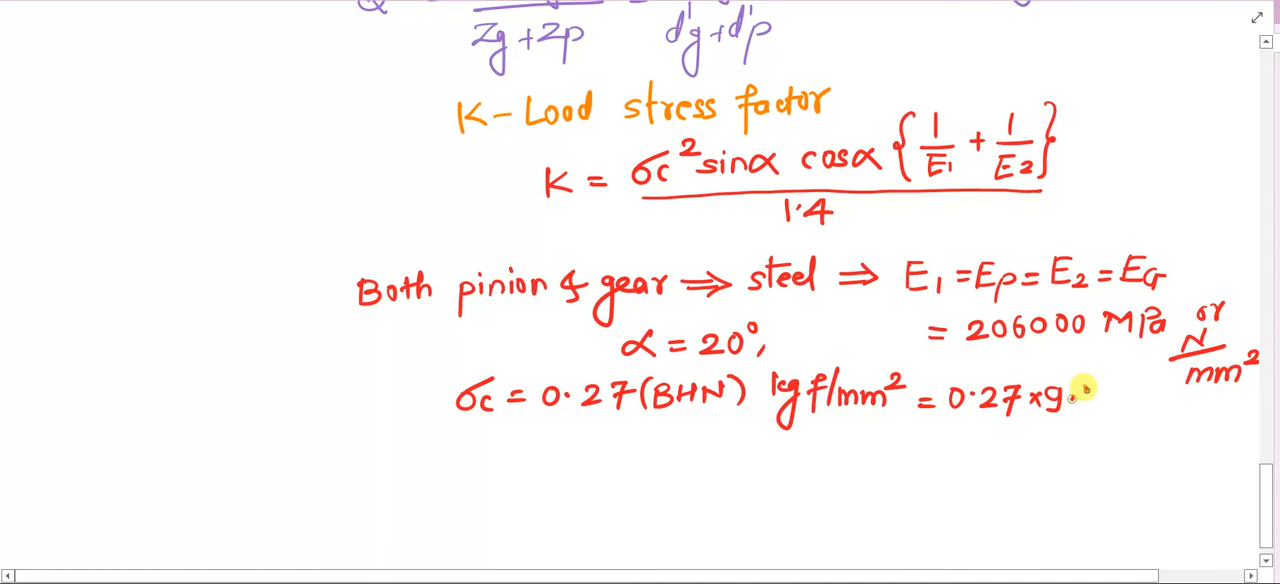 Zg+Zp d'g+d'p
K - Load stress factor
K = σc² sinα cosα { 1/E1 + 1/E2 } / 1.4
Both pinion & gear ⇒ steel ⇒ E1 = Ep = E2 = EG
α = 20°, = 206000 MPa or N/mm²
σc = 0.27 (BHN) kgf/mm² = 0.27 × 9.